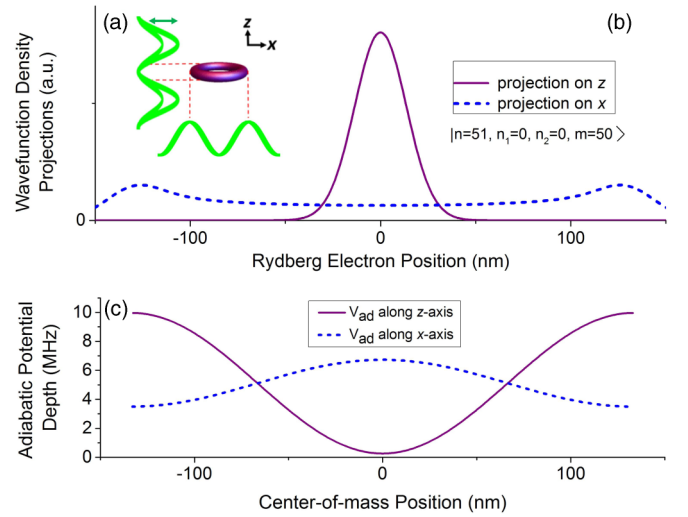 (a)
z
x
(b)
Wavefunction Density
Projections (a.u.)
projection on z
projection on x
|n=51, n₁=0, n₂=0, m=50⟩
0
-100
0
100
Rydberg Electron Position (nm)
(c)
V_ad along z-axis
V_ad along x-axis
Adiabatic Potential
Depth (MHz)
10
8
6
4
2
0
-100
0
100
Center-of-mass Position (nm)